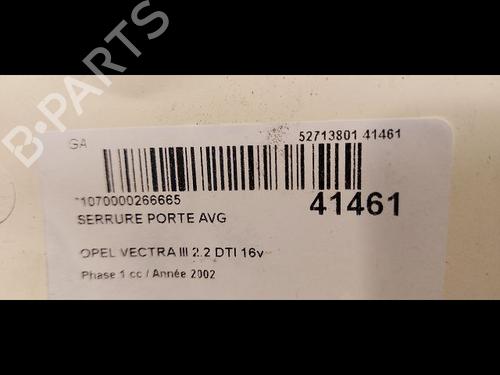 B-PARTS
GA
52713801 41461
*1070000266665
41461
SERRURE PORTE AVG
OPEL VECTRA III 2.2 DTI 16v
Phase 1 cc / Année 2002